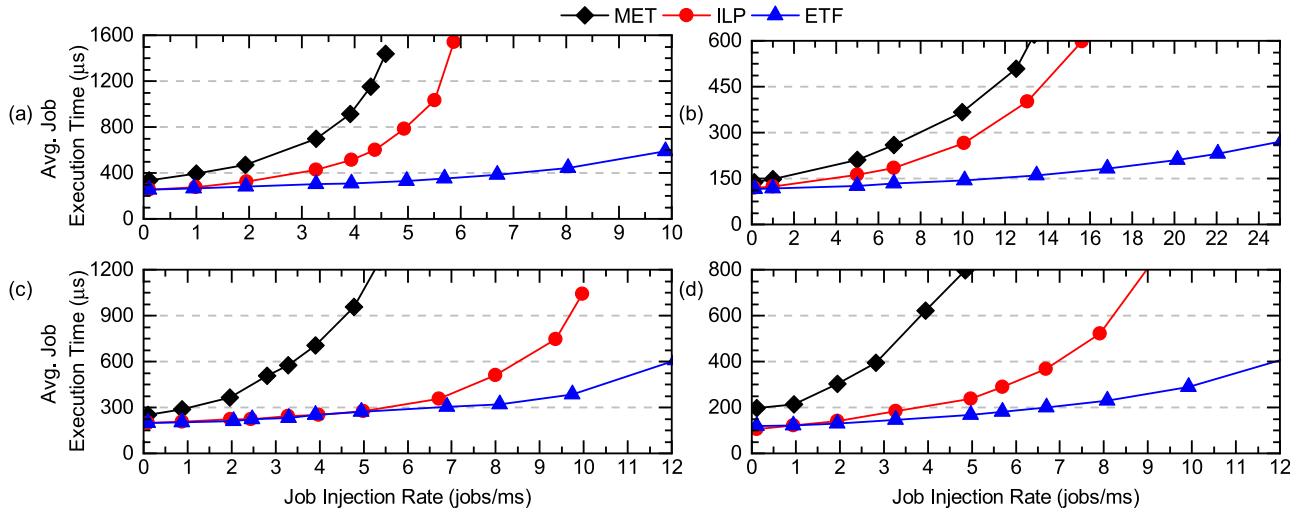 MET ILP ETF
(a)
Avg. Job
Execution Time (µs)
1600
1200
800
400
0
0 1 2 3 4 5 6 7 8 9 10
(b)
600
450
300
150
0
0 2 4 6 8 10 12 14 16 18 20 22 24
(c)
Avg. Job
Execution Time (µs)
1200
900
600
300
0
0 1 2 3 4 5 6 7 8 9 10 11 12
Job Injection Rate (jobs/ms)
(d)
800
600
400
200
0
0 1 2 3 4 5 6 7 8 9 10 11 12
Job Injection Rate (jobs/ms)